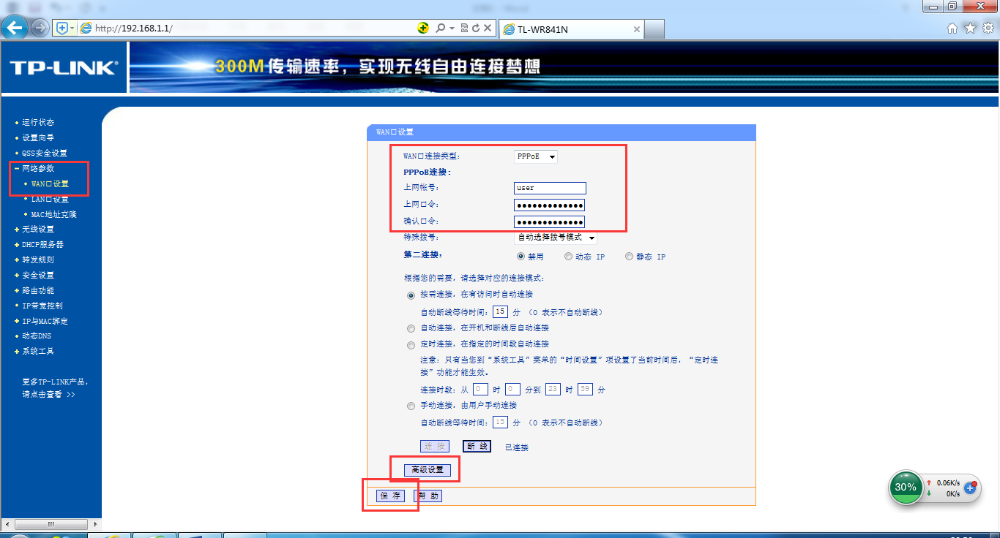 http://192.168.1.1/
TL-WR841N
TP-LINK®
300M 传输速率，实现无线自由连接梦想
运行状态
设置向导
QSS安全设置
网络参数
WAN口设置
LAN口设置
MAC地址克隆
无线设置
DHCP服务器
转发规则
安全设置
路由功能
IP带宽控制
IP与MAC绑定
动态DNS
系统工具
更多TP-LINK产品，
请点击查看 >>
WAN口设置
WAN口连接类型： PPPoE
PPPoE连接：
上网帐号： user
上网口令： ●●●●●●●●●●●●●
确认口令： ●●●●●●●●●●●●●
特殊拨号： 自动选择拨号模式
第二连接： 禁用 动态 IP 静态 IP
根据您的需要，请选择对应的连接模式：
按需连接，在有访问时自动连接
自动断线等待时间： 15 分 （0 表示不自动断线）
自动连接，在开机和断线后自动连接
定时连接，在指定的时间段自动连接
注意：只有当您到“系统工具”菜单的“时间设置”项设置了当前时间后，“定时连
接”功能才能生效。
连接时段：从 0 时 0 分到 23 时 59 分
手动连接，由用户手动连接
自动断线等待时间： 15 分 （0 表示不自动断线）
连 接 断 线 已连接
高级设置
保 存 帮 助
30% 0.06K/s
0K/s